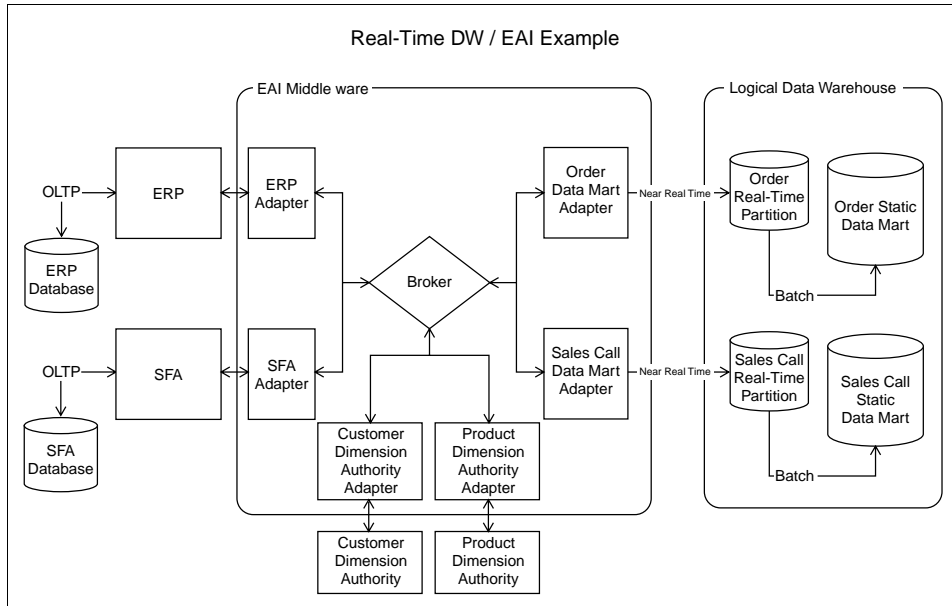 Real-Time DW / EAI Example
EAI Middle ware
Logical Data Warehouse
OLTP
ERP
ERP
Adapter
Order
Data Mart
Adapter
Near Real Time
Order
Real-Time
Partition
Order Static
Data Mart
ERP
Database
Broker
Batch
OLTP
SFA
SFA
Adapter
Sales Call
Data Mart
Adapter
Near Real Time
Sales Call
Real-Time
Partition
Sales Call
Static
Data Mart
SFA
Database
Customer
Dimension
Authority
Adapter
Product
Dimension
Authority
Adapter
Batch
Customer
Dimension
Authority
Product
Dimension
Authority